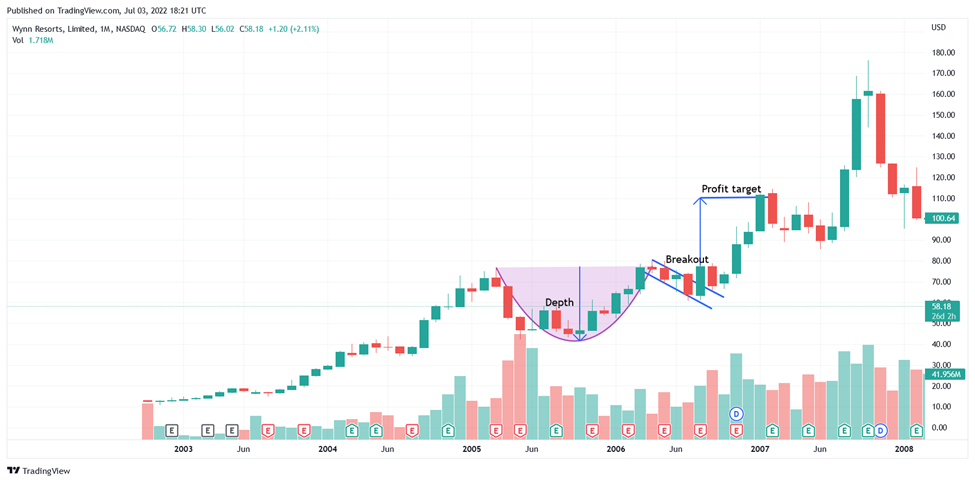 Published on TradingView.com, Jul 03, 2022 18:21 UTC
Wynn Resorts, Limited, 1M, NASDAQ O56.72 H58.30 L56.02 C58.18 +1.20 (+2.11%)
Vol 1.718M
USD
180.00
170.00
160.00
150.00
140.00
130.00
120.00
110.00
100.64
90.00
80.00
70.00
58.18
26d 2h
50.00
40.00
30.00
41.956M
20.00
10.00
0.00
Profit target
Breakout
Depth
D
E E E E E E E E E E E E E E E E E E E E E E D E
2003 Jun 2004 Jun 2005 Jun 2006 Jun 2007 Jun 2008
TradingView